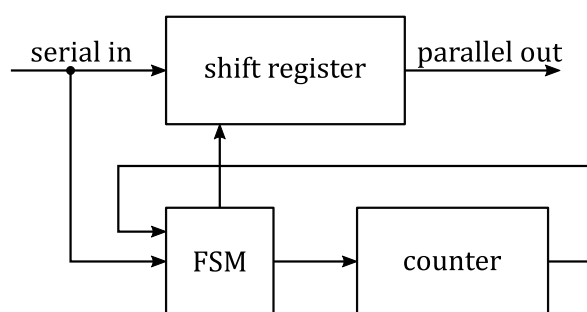 serial in
shift register
parallel out
FSM
counter